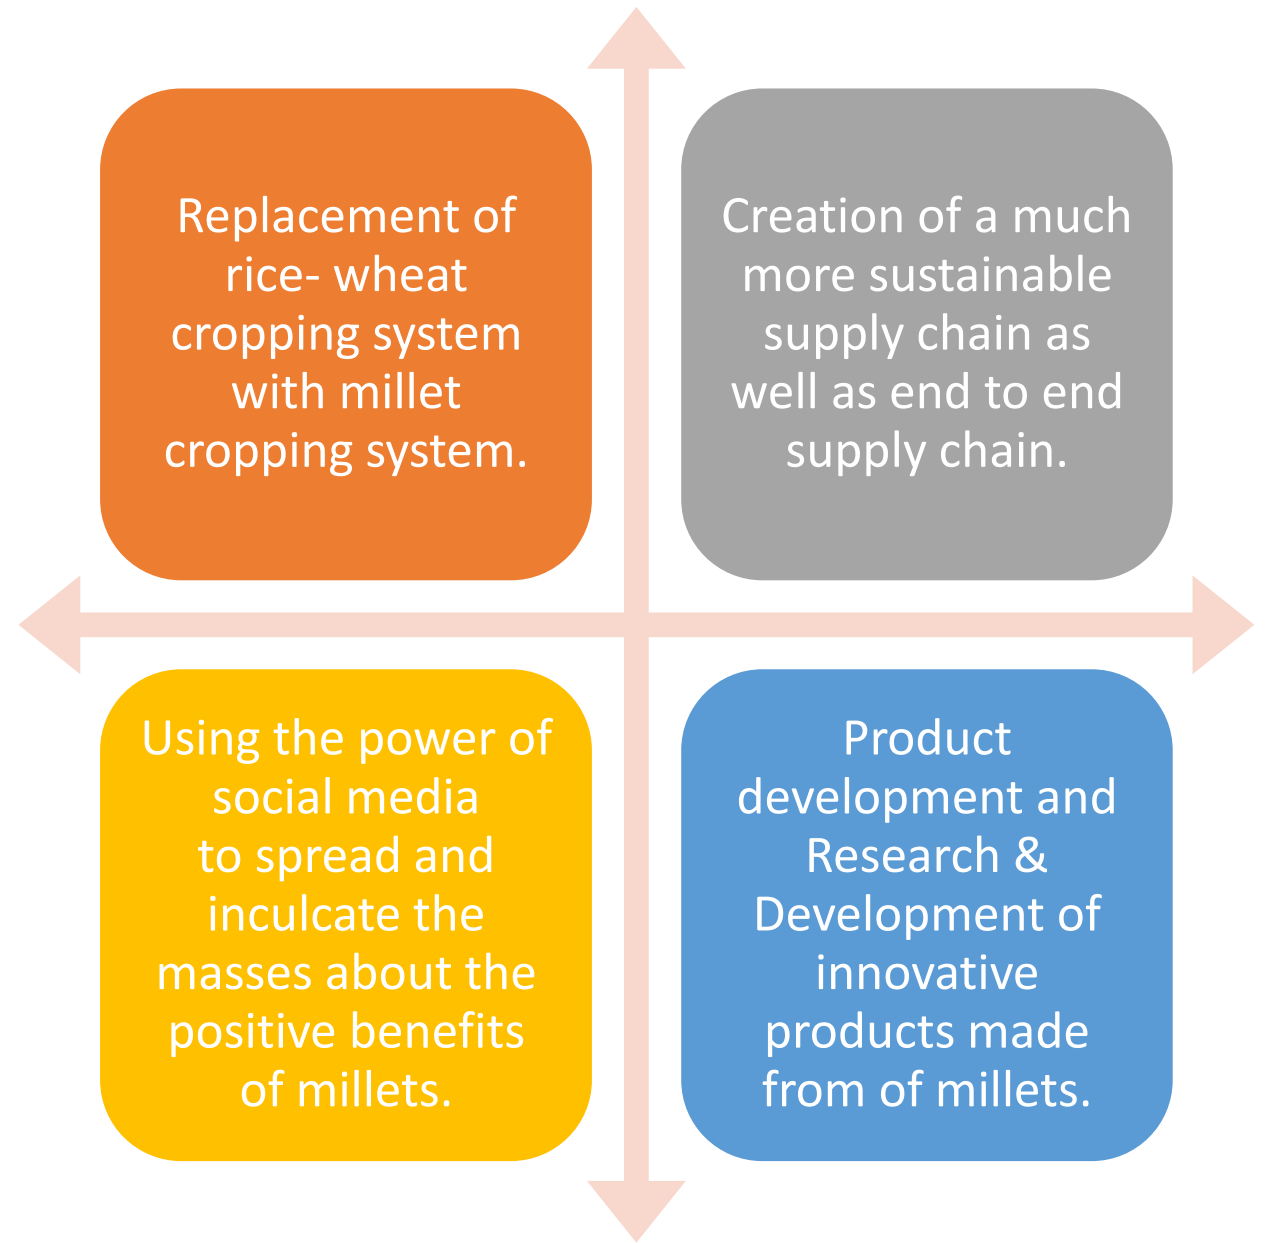 Replacement of
rice- wheat
cropping system
with millet
cropping system.
Creation of a much
more sustainable
supply chain as
well as end to end
supply chain.
Using the power of
social media
to spread and
inculcate the
masses about the
positive benefits
of millets.
Product
development and
Research &
Development of
innovative
products made
from of millets.